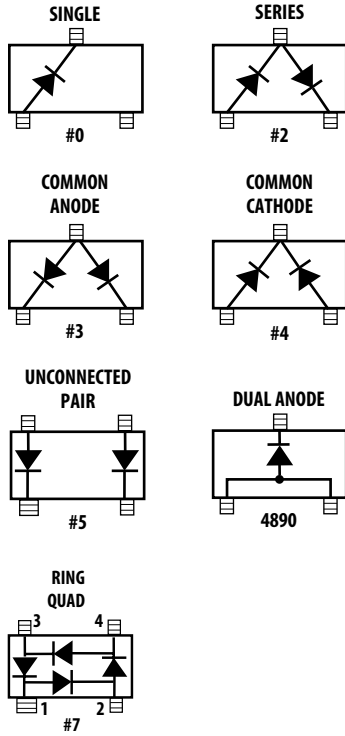 SINGLE
#0
SERIES
#2
COMMON
ANODE
#3
COMMON
CATHODE
#4
UNCONNECTED
PAIR
#5
DUAL ANODE
4890
RING
QUAD
3 4
1 2
#7